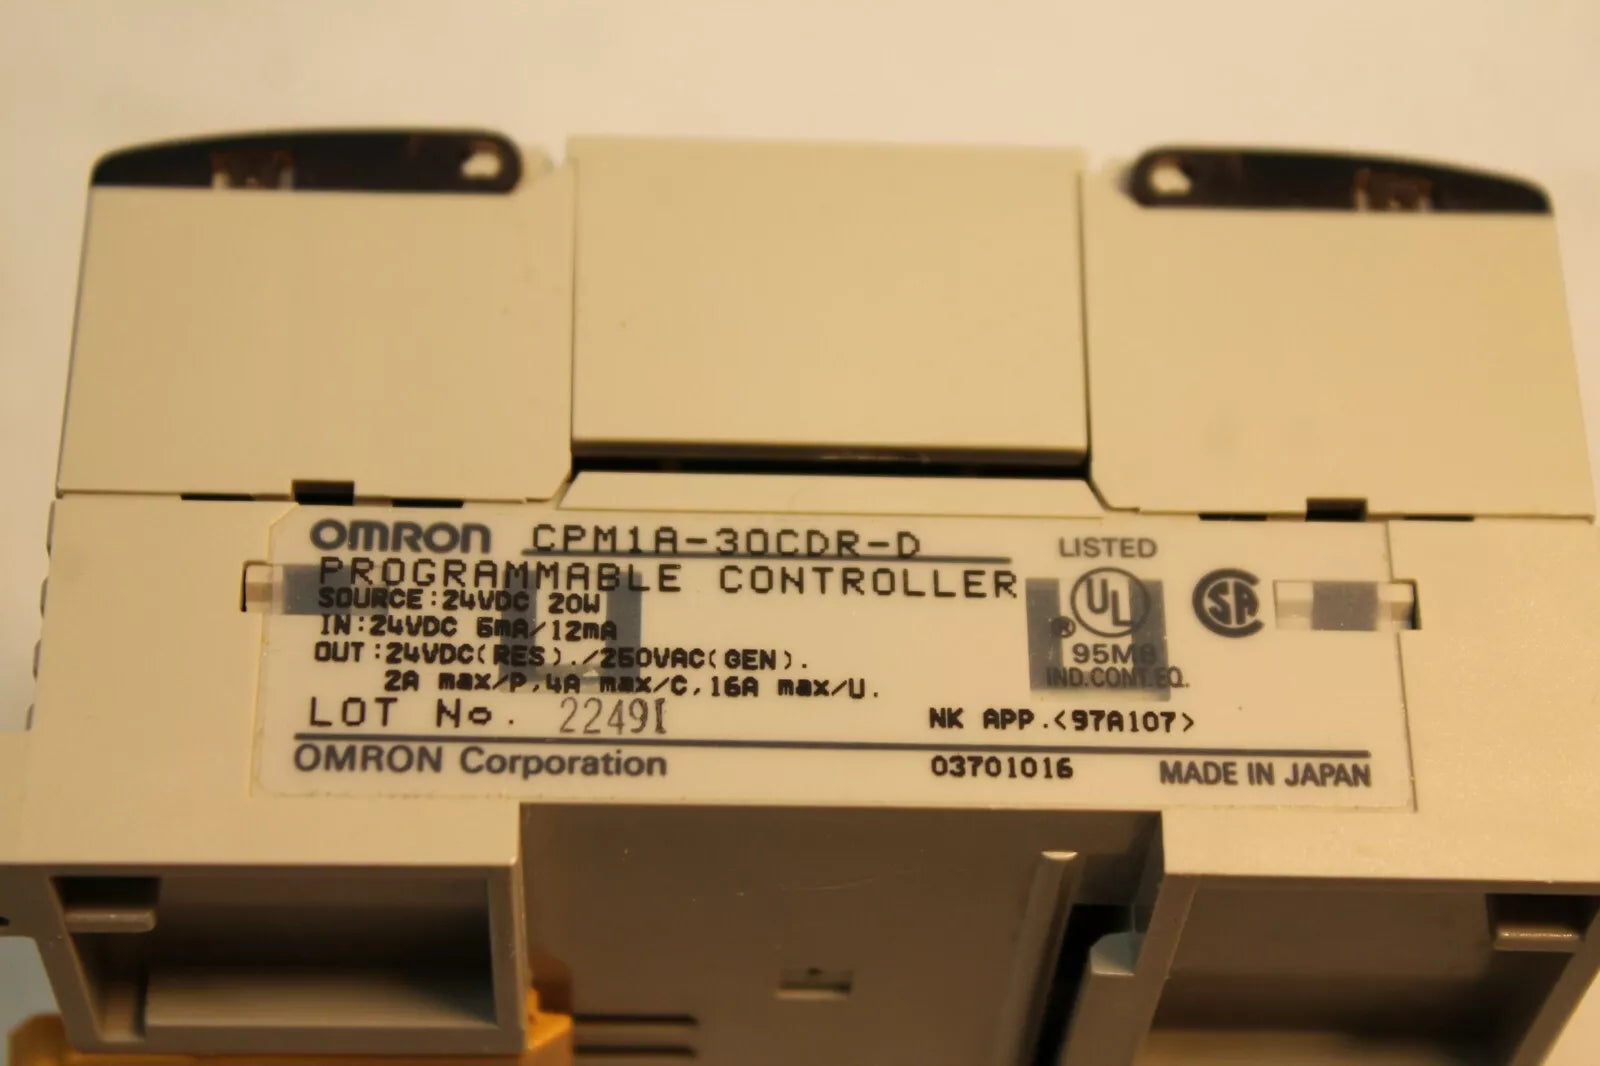 OMRON CPM1A-30CDR-D
PROGRAMMABLE CONTROLLER
SOURCE:24VDC 20W
IN:24VDC 5mA/12mA
OUT:24VDC(RES)./250VAC(GEN).
2A max/P,4A max/C,16A max/U.
LOT No. 2249I
OMRON Corporation
LISTED
UL
®
95M8
IND.CONT.EQ.
SA
NK APP.<97A107>
03701016
MADE IN JAPAN